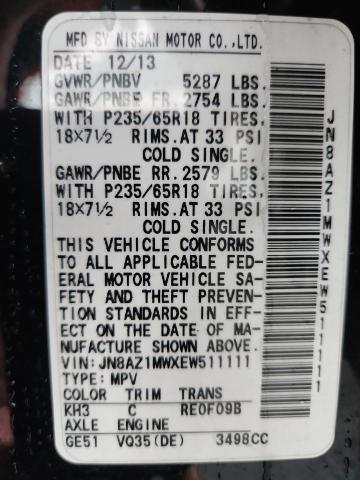 MFD BY NISSAN MOTOR CO.,LTD.
DATE 12/13
GVWR/PNBV 5287 LBS.
GAWR/PNBE FR. 2754 LBS.
WITH P235/65R18 TIRES,
18X7½ RIMS.AT 33 PSI
COLD SINGLE.
GAWR/PNBE RR. 2579 LBS.
WITH P235/65R18 TIRES,
18X7½ RIMS.AT 33 PSI
COLD SINGLE.
THIS VEHICLE CONFORMS
TO ALL APPLICABLE FED-
ERAL MOTOR VEHICLE SA-
FETY AND THEFT PREVEN-
TION STANDARDS IN EFF-
ECT ON THE DATE OF MA-
NUFACTURE SHOWN ABOVE.
VIN:JN8AZ1MWXEW511111
TYPE: MPV
COLOR TRIM TRANS
KH3 C RE0F09B
AXLE ENGINE
GE51 VQ35(DE) 3498CC
JN8AZ1MWXEW511111